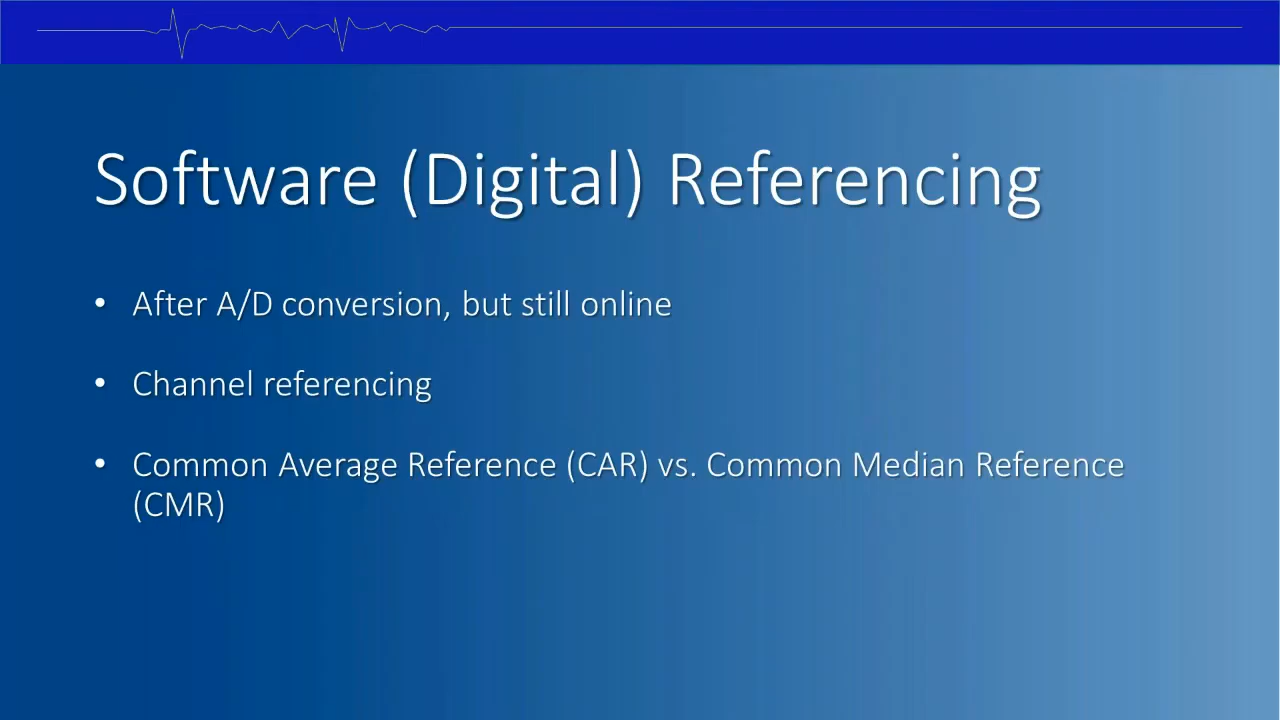 Software (Digital) Referencing
• After A/D conversion, but still online
• Channel referencing
• Common Average Reference (CAR) vs. Common Median Reference
(CMR)